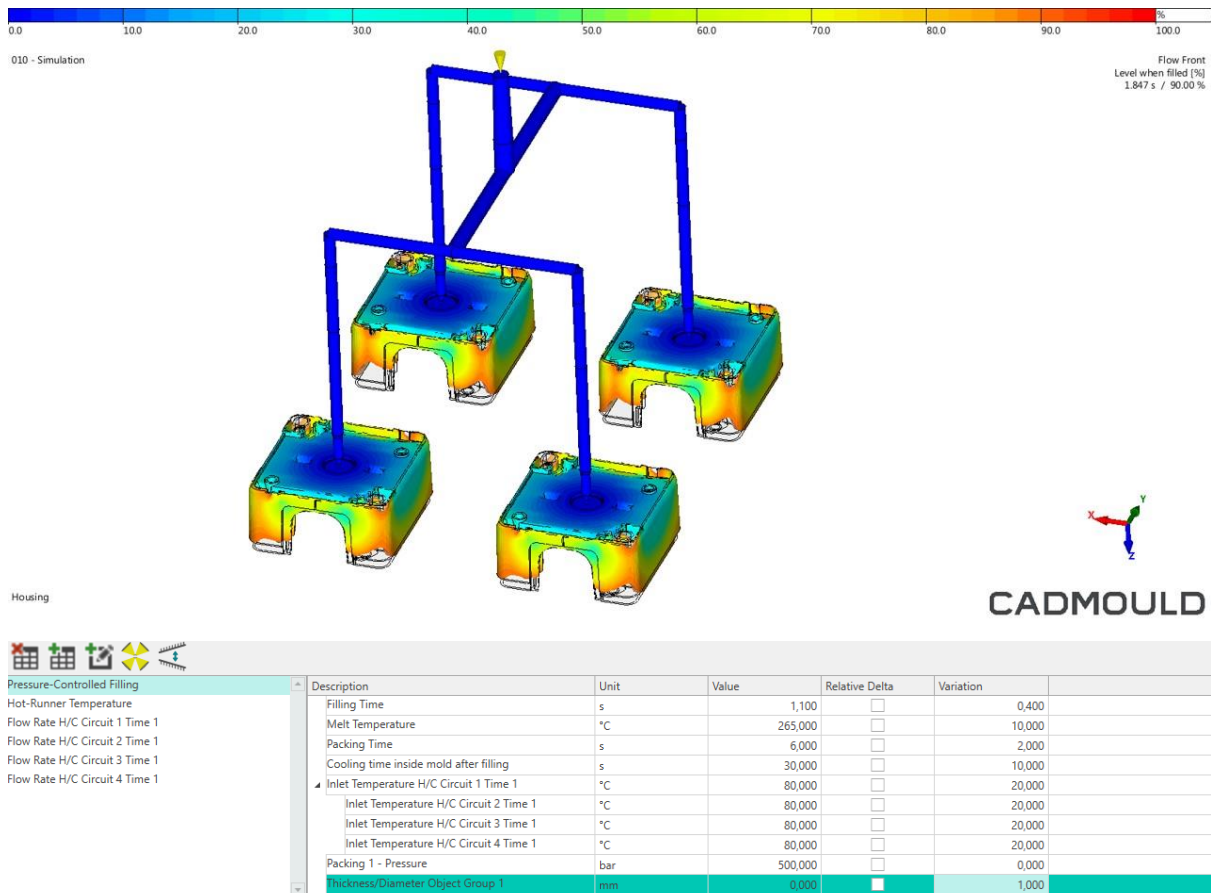 %
0.0 10.0 20.0 30.0 40.0 50.0 60.0 70.0 80.0 90.0 100.0
010 - Simulation
Flow Front
Level when filled [%]
1.847 s / 90.00 %
Y
X
Z
Housing
CADMOULD
Pressure-Controlled Filling
Hot-Runner Temperature
Flow Rate H/C Circuit 1 Time 1
Flow Rate H/C Circuit 2 Time 1
Flow Rate H/C Circuit 3 Time 1
Flow Rate H/C Circuit 4 Time 1
Description Unit Value Relative Delta Variation
Filling Time s 1,100 0,400
Melt Temperature °C 265,000 10,000
Packing Time s 6,000 2,000
Cooling time inside mold after filling s 30,000 10,000
Inlet Temperature H/C Circuit 1 Time 1 °C 80,000 20,000
Inlet Temperature H/C Circuit 2 Time 1 °C 80,000 20,000
Inlet Temperature H/C Circuit 3 Time 1 °C 80,000 20,000
Inlet Temperature H/C Circuit 4 Time 1 °C 80,000 20,000
Packing 1 - Pressure bar 500,000 0,000
Thickness/Diameter Object Group 1 mm 0,000 1,000